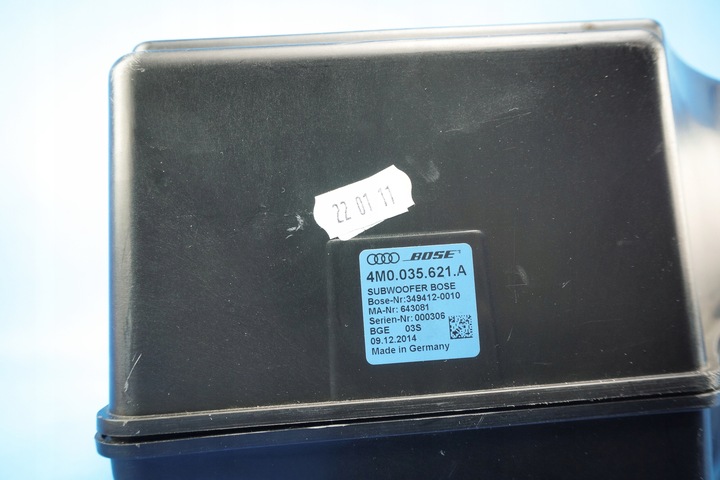 22 01 11
BOSE
4M0.035.621.A
SUBWOOFER BOSE
Bose-Nr:349412-0010
MA-Nr: 643081
Serien-Nr: 000306
BGE 03S
09.12.2014
Made in Germany